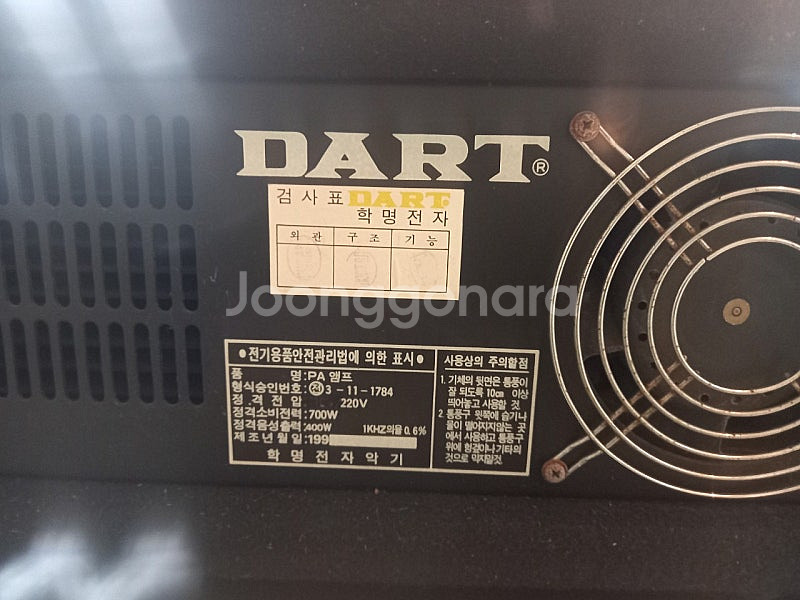 DART®
검사표 DART
학명전자
외관 구조 기능
Joonggonara
•전기용품안전관리법에 의한 표시•
품 명:PA 앰프
형식승인번호:㉠3-11-1784
정.격 전 압: 220V
정격소비전력:700W
정격음성출력:400W 1KHZ의율 0.6%
제조년월일:199
학 명 전 자 악 기
사용상의 주의할점
1. 기체의 뒷면은 통풍이
잘 되도록 10cm 이상
띄어놓고 사용할 것.
2. 통풍구 윗쪽에 습기나
물이 떨어지지않는 곳
에서 사용하고 통풍구
위에 헝겊이나 기타의
것으로 막지말것.